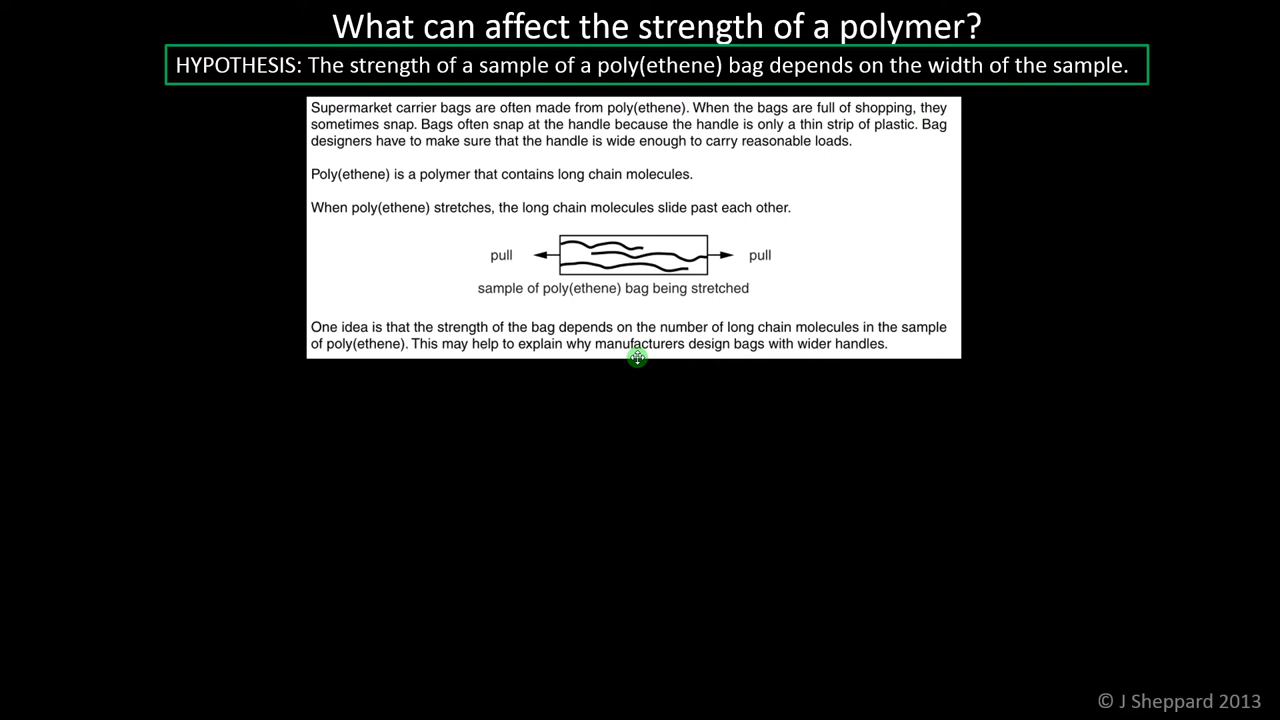 What can affect the strength of a polymer?
HYPOTHESIS: The strength of a sample of a poly(ethene) bag depends on the width of the sample.
Supermarket carrier bags are often made from poly(ethene). When the bags are full of shopping, they
sometimes snap. Bags often snap at the handle because the handle is only a thin strip of plastic. Bag
designers have to make sure that the handle is wide enough to carry reasonable loads.
Poly(ethene) is a polymer that contains long chain molecules.
When poly(ethene) stretches, the long chain molecules slide past each other.
pull
pull
sample of poly(ethene) bag being stretched
One idea is that the strength of the bag depends on the number of long chain molecules in the sample
of poly(ethene). This may help to explain why manufacturers design bags with wider handles.
© J Sheppard 2013